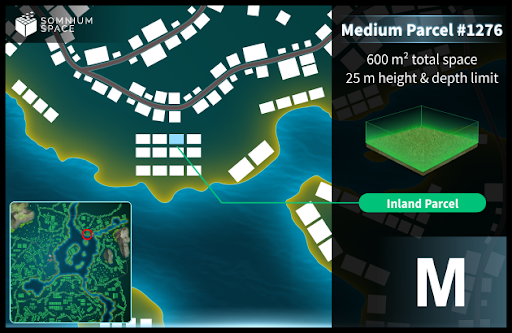 SOMNIUM
SPACE
Medium Parcel #1276
600 m² total space
25 m height & depth limit
Inland Parcel
M